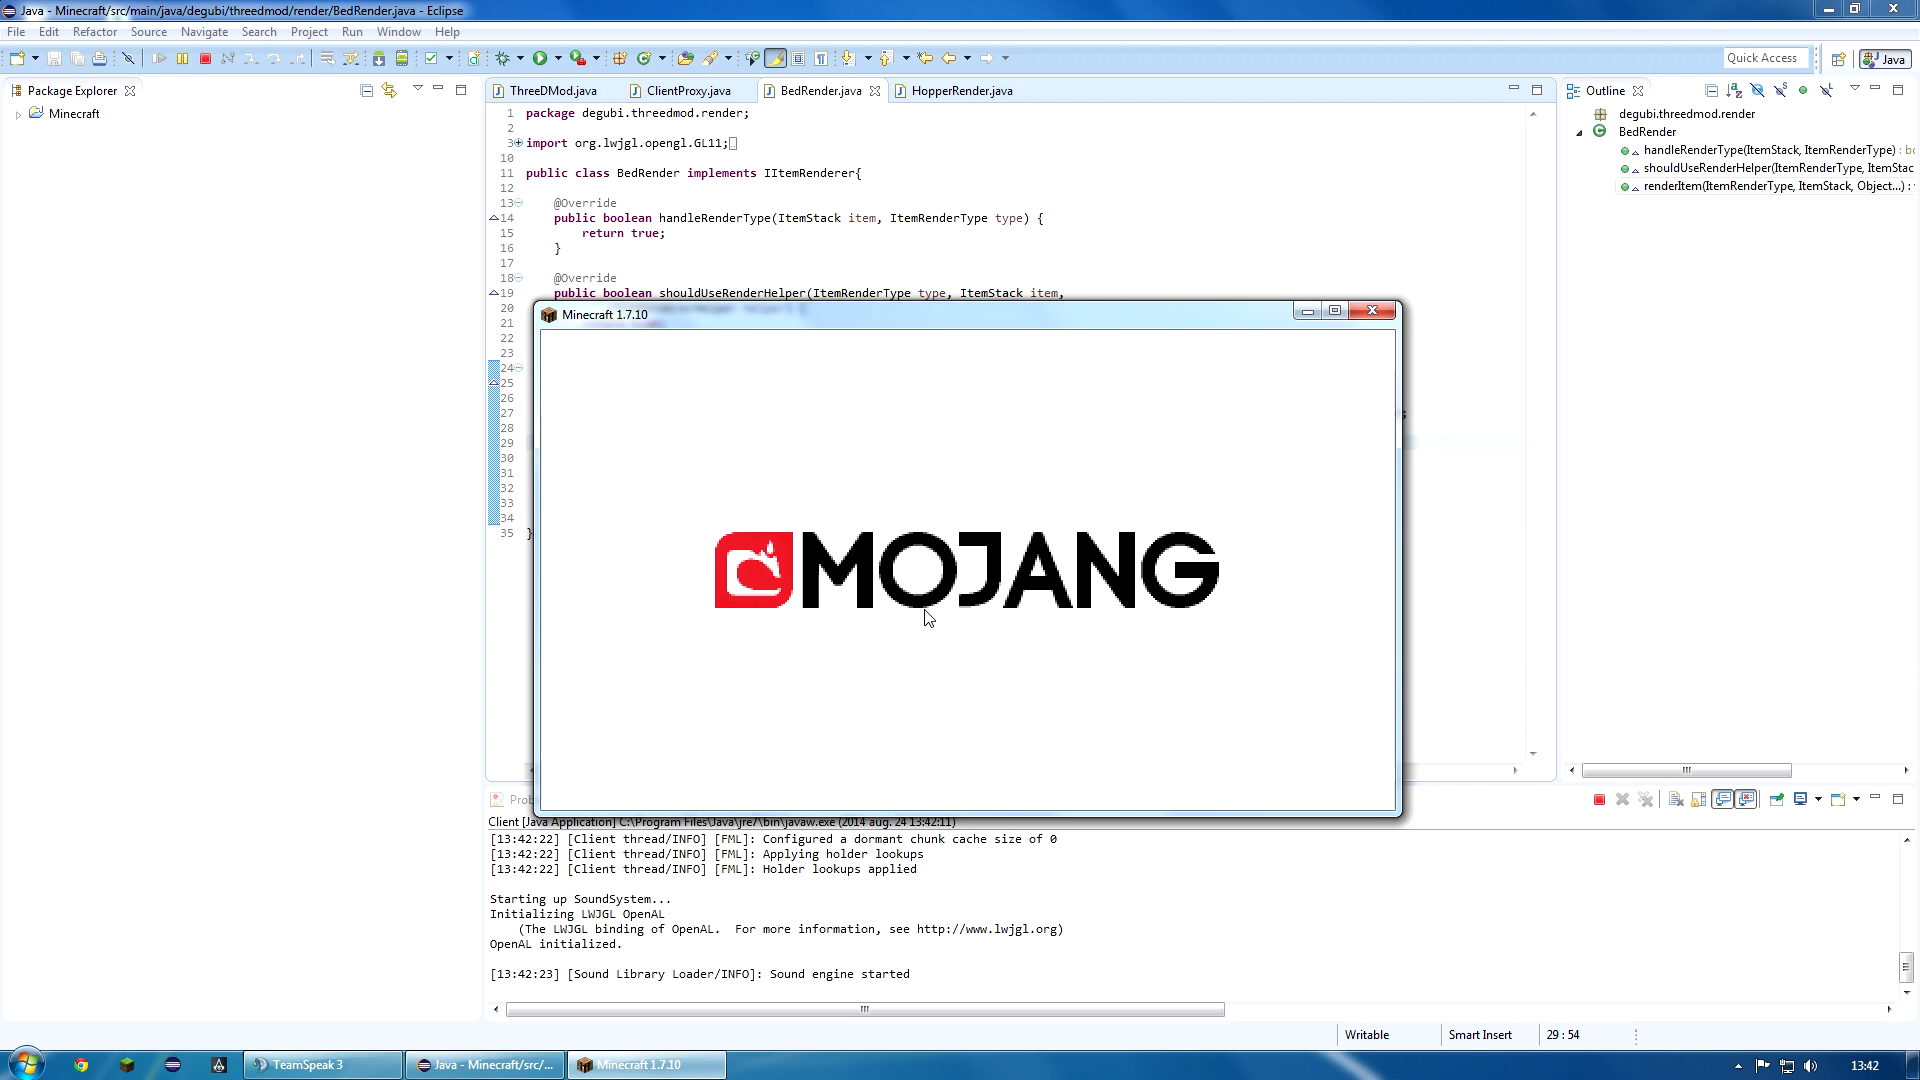 Java - Minecraft/src/main/java/degubi/threedmod/render/BedRender.java - Eclipse
File Edit Refactor Source Navigate Search Project Run Window Help
Quick Access
Java
Package Explorer
Minecraft
ThreeDMod.java ClientProxy.java BedRender.java HopperRender.java
1 package degubi.threedmod.render;
2
3 import org.lwjgl.opengl.GL11;
10
11 public class BedRender implements IItemRenderer{
12
13 @Override
14 public boolean handleRenderType(ItemStack item, ItemRenderType type) {
15 return true;
16 }
17
18 @Override
19 public boolean shouldUseRenderHelper(ItemRenderType type, ItemStack item,
20
21
22
23
24
25
26
27 ;
28
29
30
31
32
33
34
35 }
Outline
degubi.threedmod.render
BedRender
handleRenderType(ItemStack, ItemRenderType) : bo
shouldUseRenderHelper(ItemRenderType, ItemStac
renderItem(ItemRenderType, ItemStack, Object...) :
Minecraft 1.7.10
MOJANG
Client [Java Application] C:\Program Files\Java\jre7\bin\javaw.exe (2014 aug. 24 13:42:11)
[13:42:22] [Client thread/INFO] [FML]: Configured a dormant chunk cache size of 0
[13:42:22] [Client thread/INFO] [FML]: Applying holder lookups
[13:42:22] [Client thread/INFO] [FML]: Holder lookups applied
Starting up SoundSystem...
Initializing LWJGL OpenAL
(The LWJGL binding of OpenAL.  For more information, see http://www.lwjgl.org)
OpenAL initialized.
[13:42:23] [Sound Library Loader/INFO]: Sound engine started
Writable Smart Insert 29 : 54
TeamSpeak 3 Java - Minecraft/src/... Minecraft 1.7.10 13:42